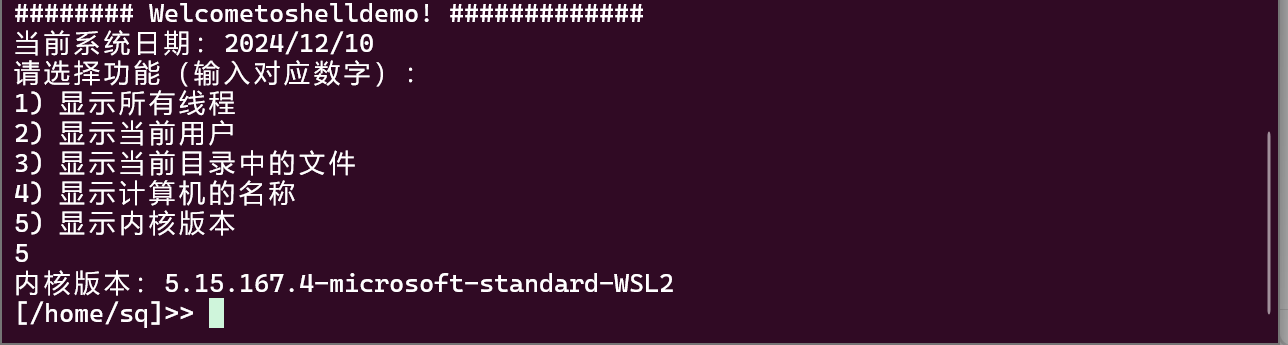 ######## Welcometoshelldemo! #############
当前系统日期: 2024/12/10
请选择功能（输入对应数字）:
1) 显示所有线程
2) 显示当前用户
3) 显示当前目录中的文件
4) 显示计算机的名称
5) 显示内核版本
5
内核版本: 5.15.167.4-microsoft-standard-WSL2
[/home/sq]>>